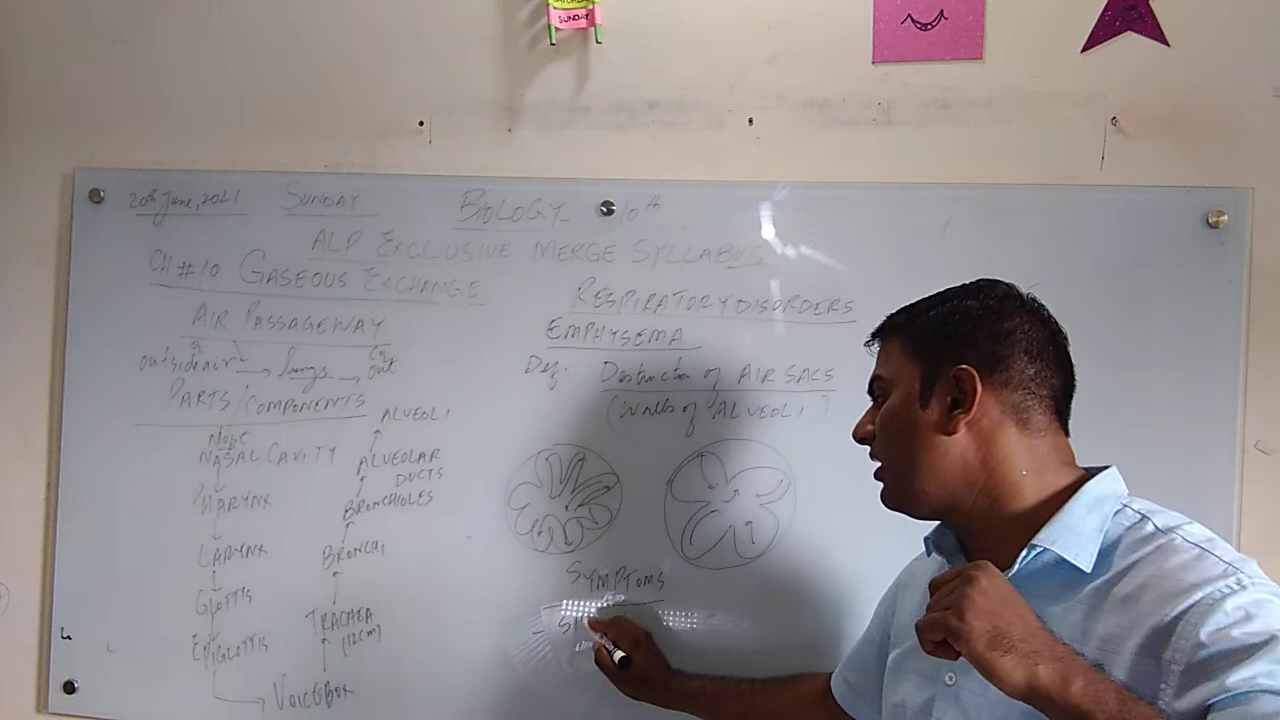 SATURDAY
SUNDAY
20th June, 2021 SUNDAY BIOLOGY 10th
ALP EXCLUSIVE MERGE SYLLABUS
CH #10 GASEOUS EXCHANGE
AIR PASSAGEWAY
outside air → lungs → out
PARTS/COMPONENTS
NOSE
NASAL CAVITY
PHARYNX
LARYNX
GLOTTIS
EPIGLOTTIS
VOICEBOX
TRACHEA
(12cm)
BRONCHI
BRONCHIOLES
ALVEOLAR
DUCTS
ALVEOLI
RESPIRATORY DISORDERS
EMPHYSEMA
Def: Destruction of AIR SACS
(walls of ALVEOLI)
SYMPTOMS